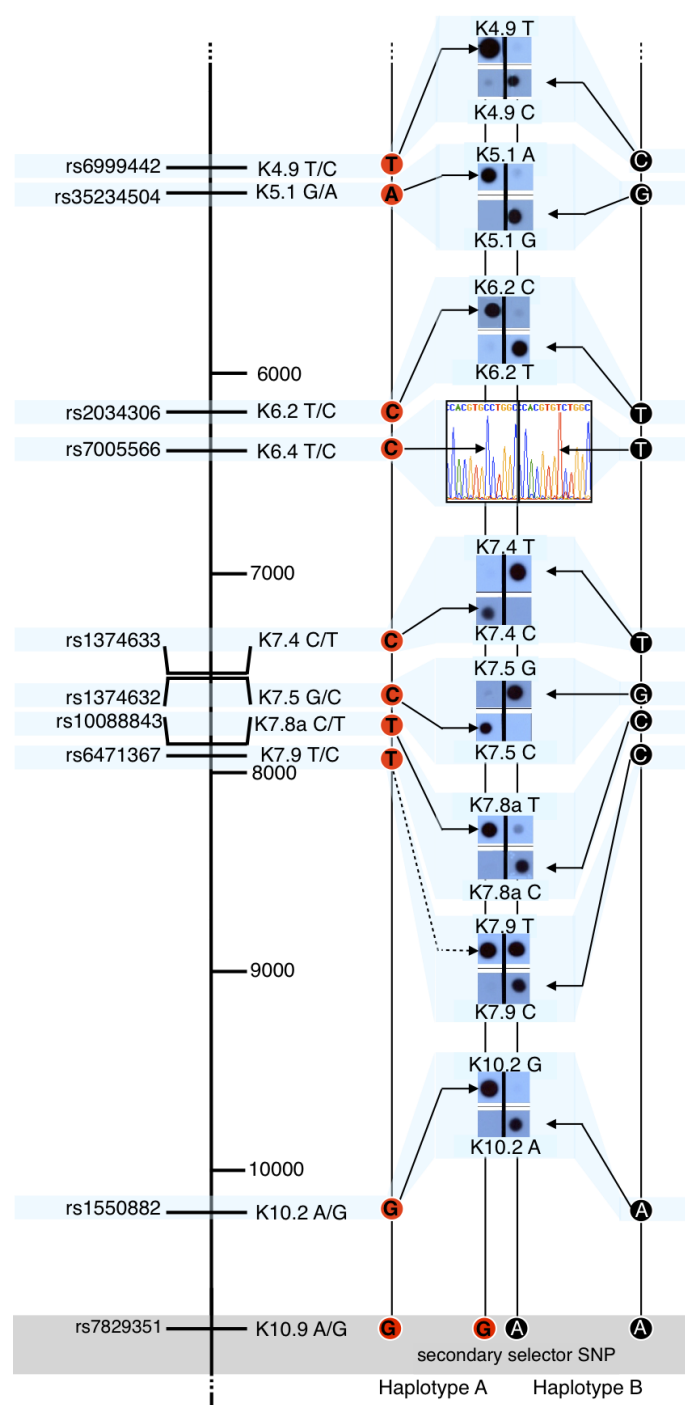 K4.9 T
K4.9 C
rs6999442 K4.9 T/C T C
K5.1 A
rs35234504 K5.1 G/A A G
K5.1 G
K6.2 C
K6.2 T
6000
rs2034306 K6.2 T/C C T
CCACGTGCCTGGC CCACGTGTCTGGC
rs7005566 K6.4 T/C C T
K7.4 T
7000
K7.4 C
rs1374633 K7.4 C/T C T
K7.5 G
rs1374632 K7.5 G/C C G
rs10088843 K7.8a C/T T C
K7.5 C
rs6471367 K7.9 T/C T C
8000
K7.8a T
K7.8a C
K7.9 T
9000
K7.9 C
K10.2 G
K10.2 A
10000
rs1550882 K10.2 A/G G A
rs7829351 K10.9 A/G G G A A
secondary selector SNP
Haplotype A Haplotype B